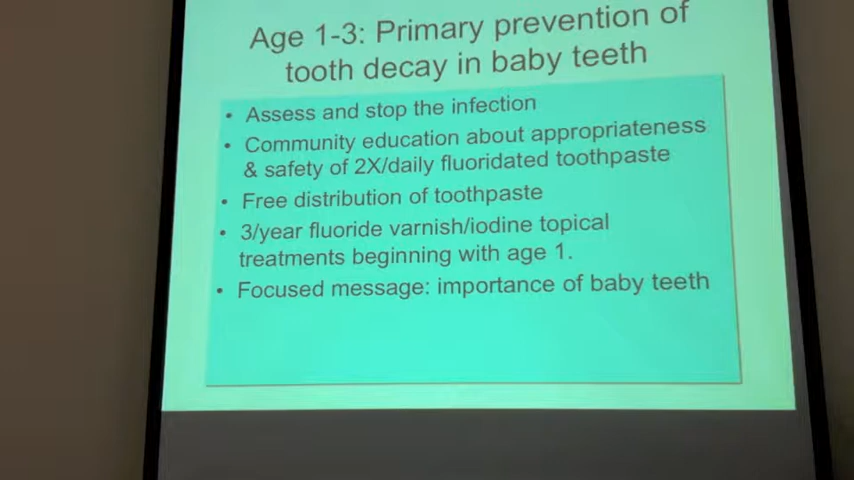 Age 1-3: Primary prevention of
tooth decay in baby teeth
• Assess and stop the infection
• Community education about appropriateness
& safety of 2X/daily fluoridated toothpaste
• Free distribution of toothpaste
• 3/year fluoride varnish/iodine topical
treatments beginning with age 1.
• Focused message: importance of baby teeth